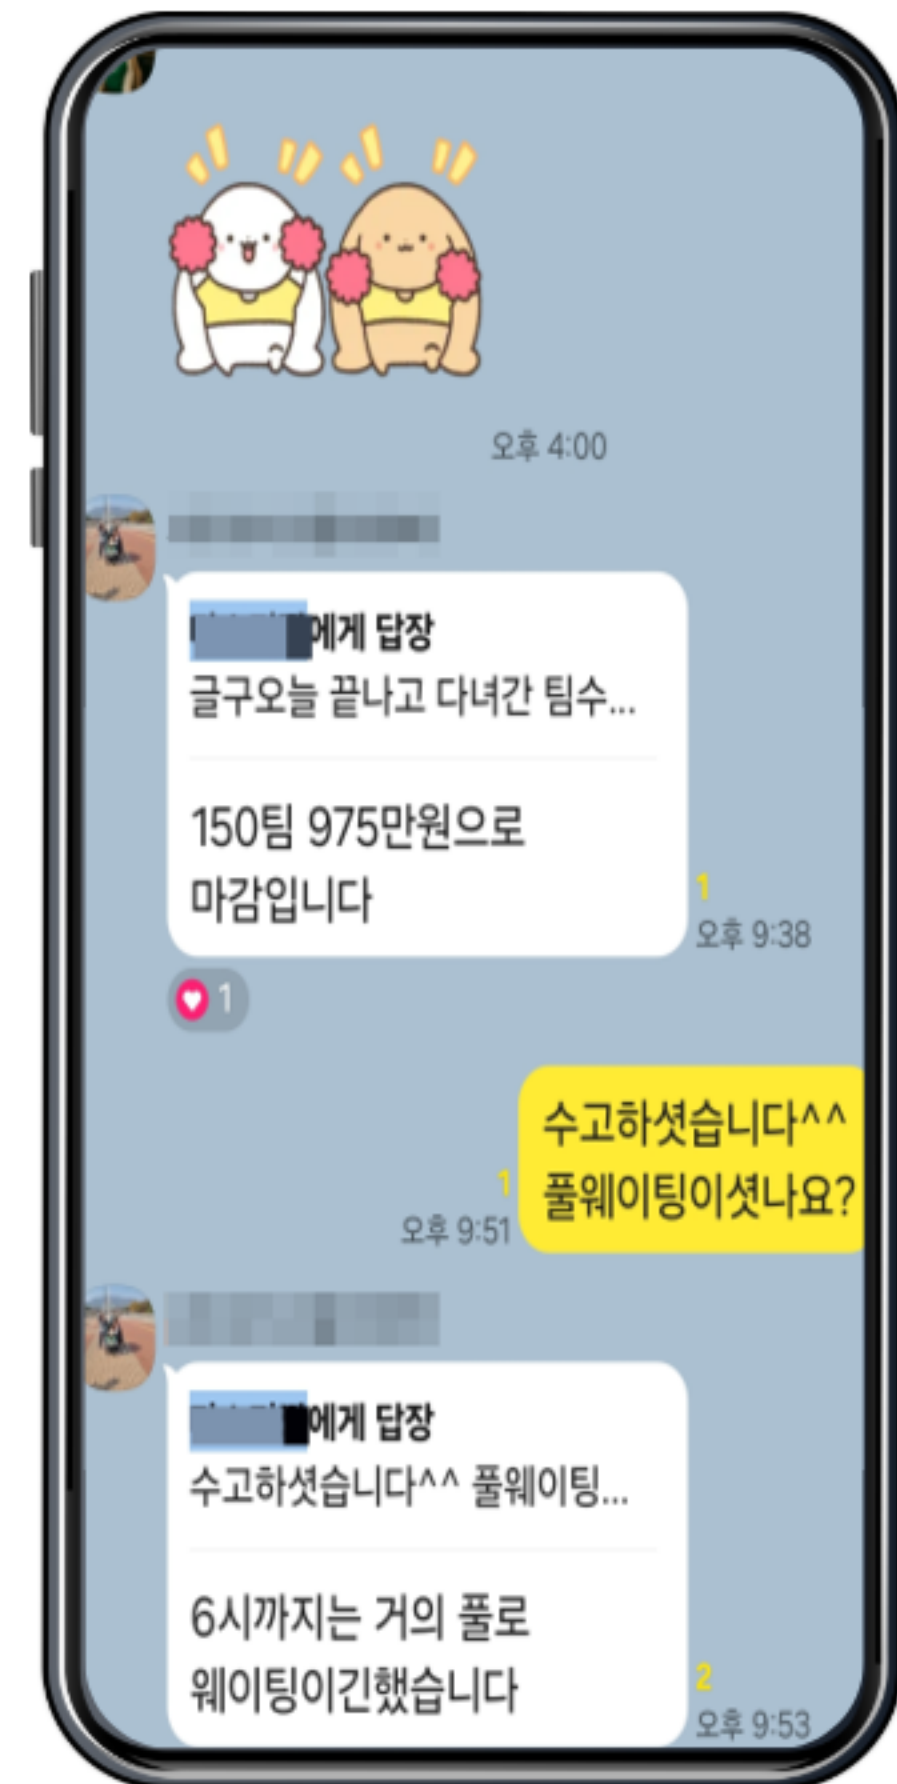 오후 4:00
에게 답장
글구오늘 끝나고 다녀간 팀수...
150팀 975만원으로
마감입니다
1
오후 9:38
1
수고하셧습니다^^
풀웨이팅이셧나요?
1
오후 9:51
에게 답장
수고하셧습니다^^ 풀웨이팅...
6시까지는 거의 풀로
웨이팅이긴했습니다
2
오후 9:53